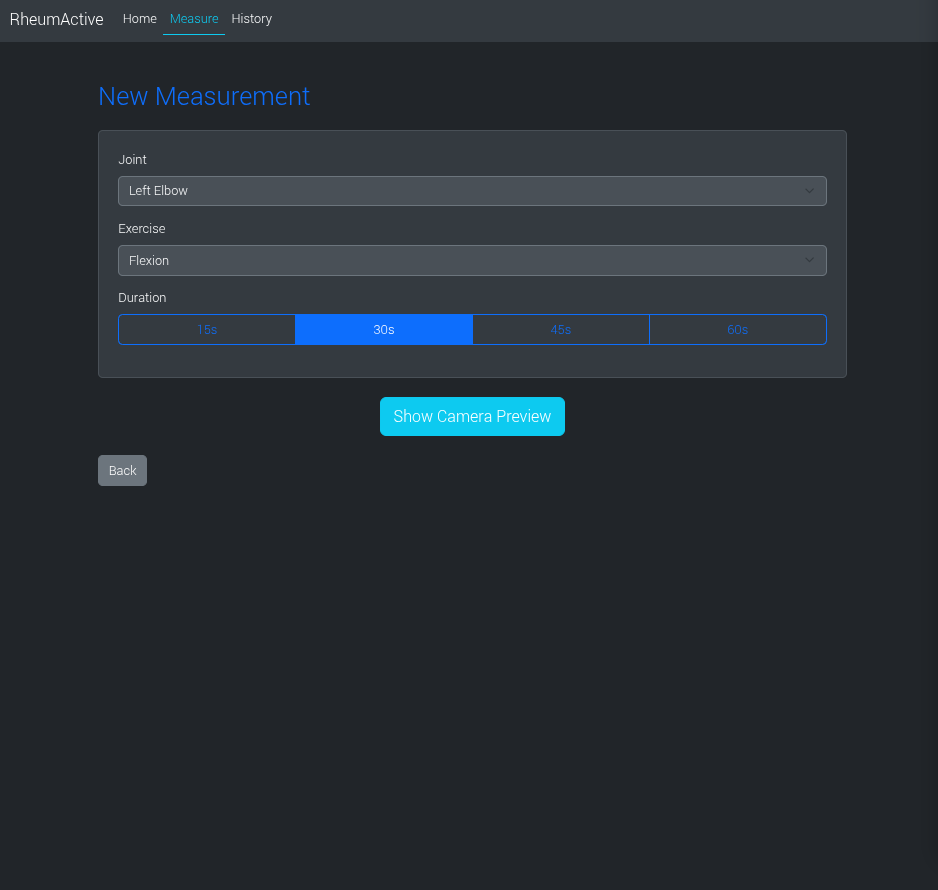 RheumActive Home Measure History
New Measurement
Joint
Left Elbow
Exercise
Flexion
Duration
15s 30s 45s 60s
Show Camera Preview
Back